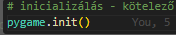 # inicializálás - kötelező
pygame.init() You, 5